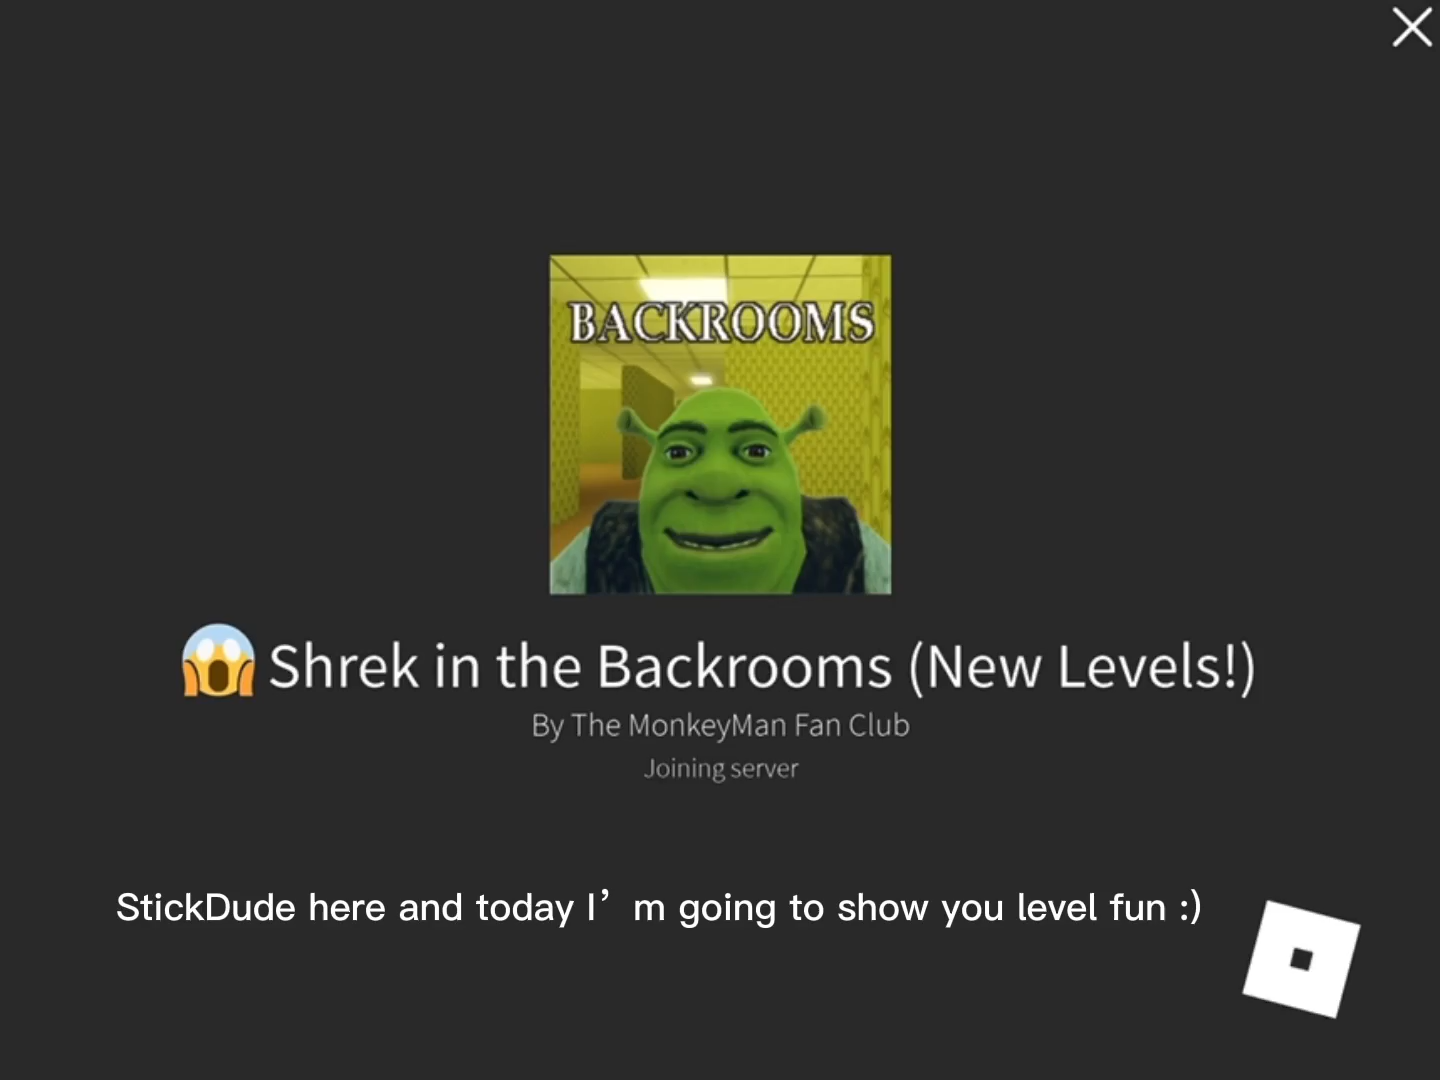 BACKROOMS
😱 Shrek in the Backrooms (New Levels!)
By The MonkeyMan Fan Club
Joining server
StickDude here and today I’m going to show you level fun :)